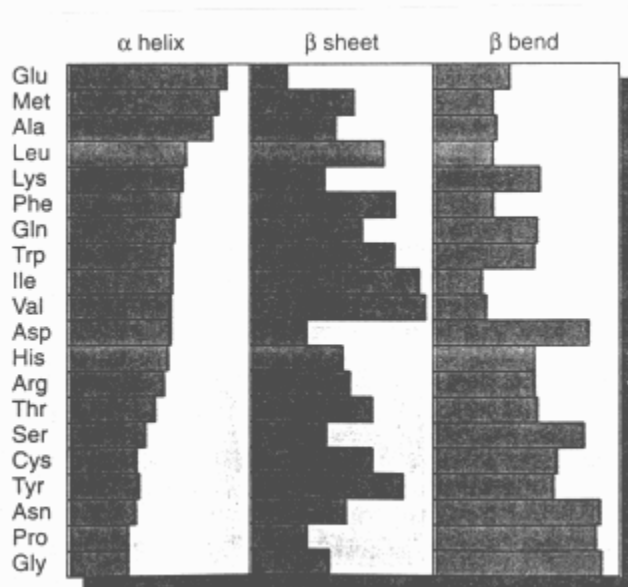 α helix β sheet β bend
Glu
Met
Ala
Leu
Lys
Phe
Gln
Trp
Ile
Val
Asp
His
Arg
Thr
Ser
Cys
Tyr
Asn
Pro
Gly